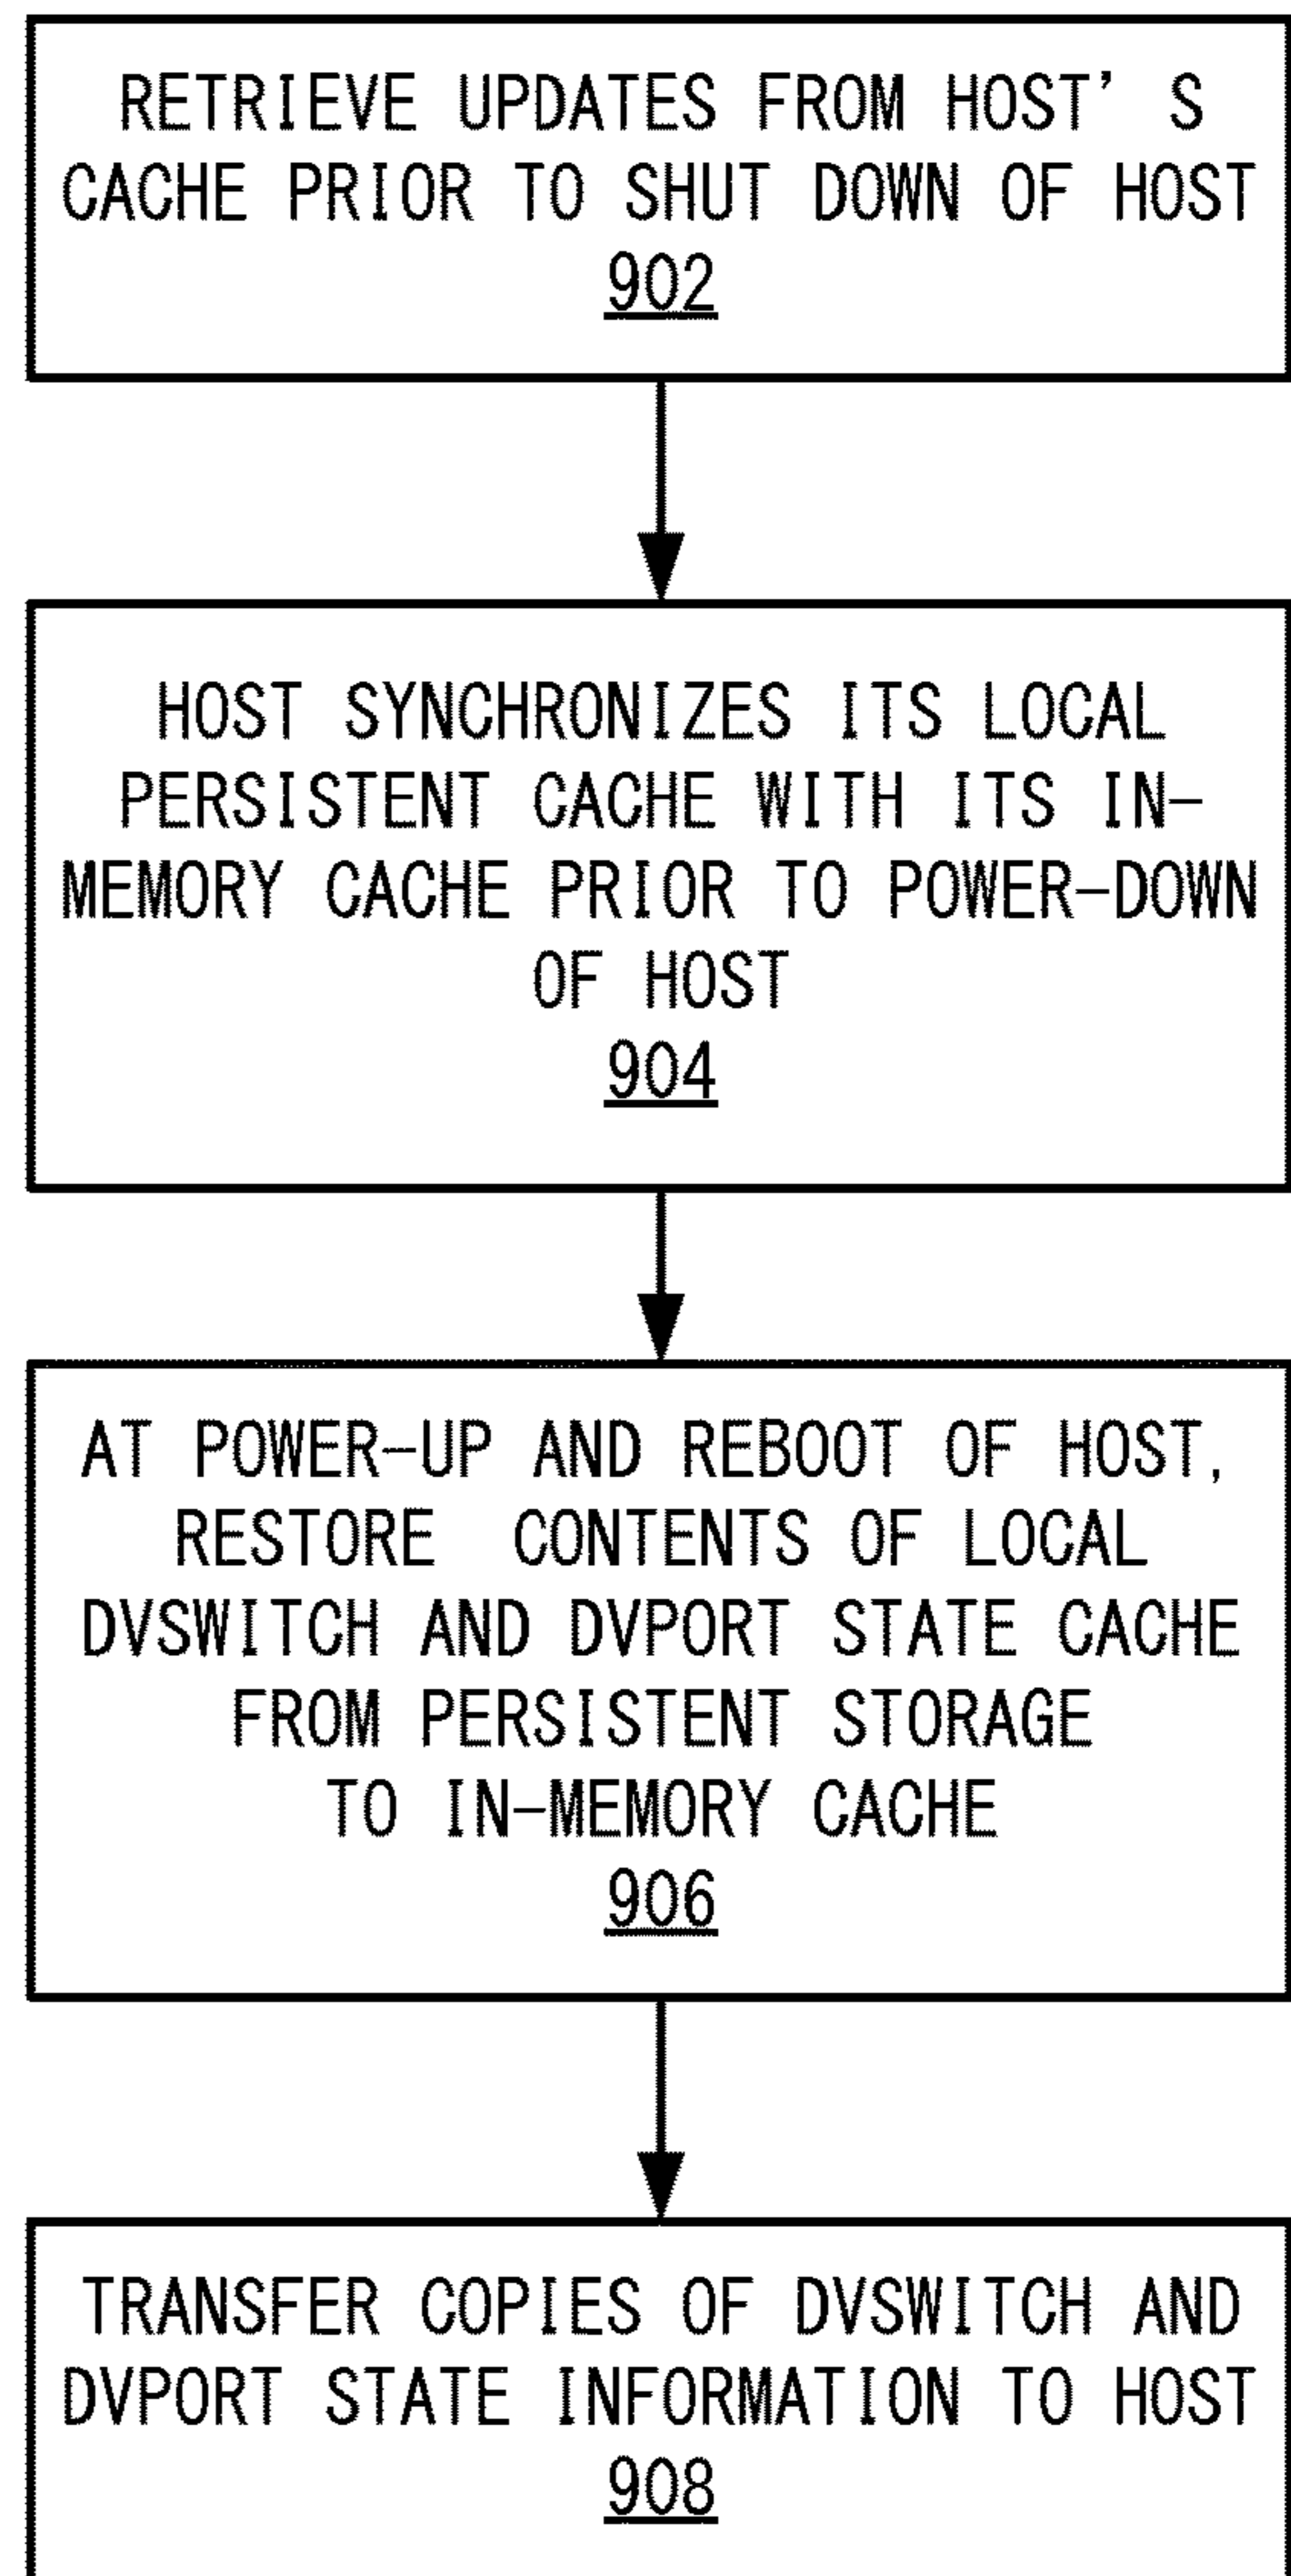 RETRIEVE UPDATES FROM HOST'S
CACHE PRIOR TO SHUT DOWN OF HOST
902
HOST SYNCHRONIZES ITS LOCAL
PERSISTENT CACHE WITH ITS IN-
MEMORY CACHE PRIOR TO POWER-DOWN
OF HOST
904
AT POWER-UP AND REBOOT OF HOST,
RESTORE CONTENTS OF LOCAL
DVSWITCH AND DVPORT STATE CACHE
FROM PERSISTENT STORAGE
TO IN-MEMORY CACHE
906
TRANSFER COPIES OF DVSWITCH AND
DVPORT STATE INFORMATION TO HOST
908